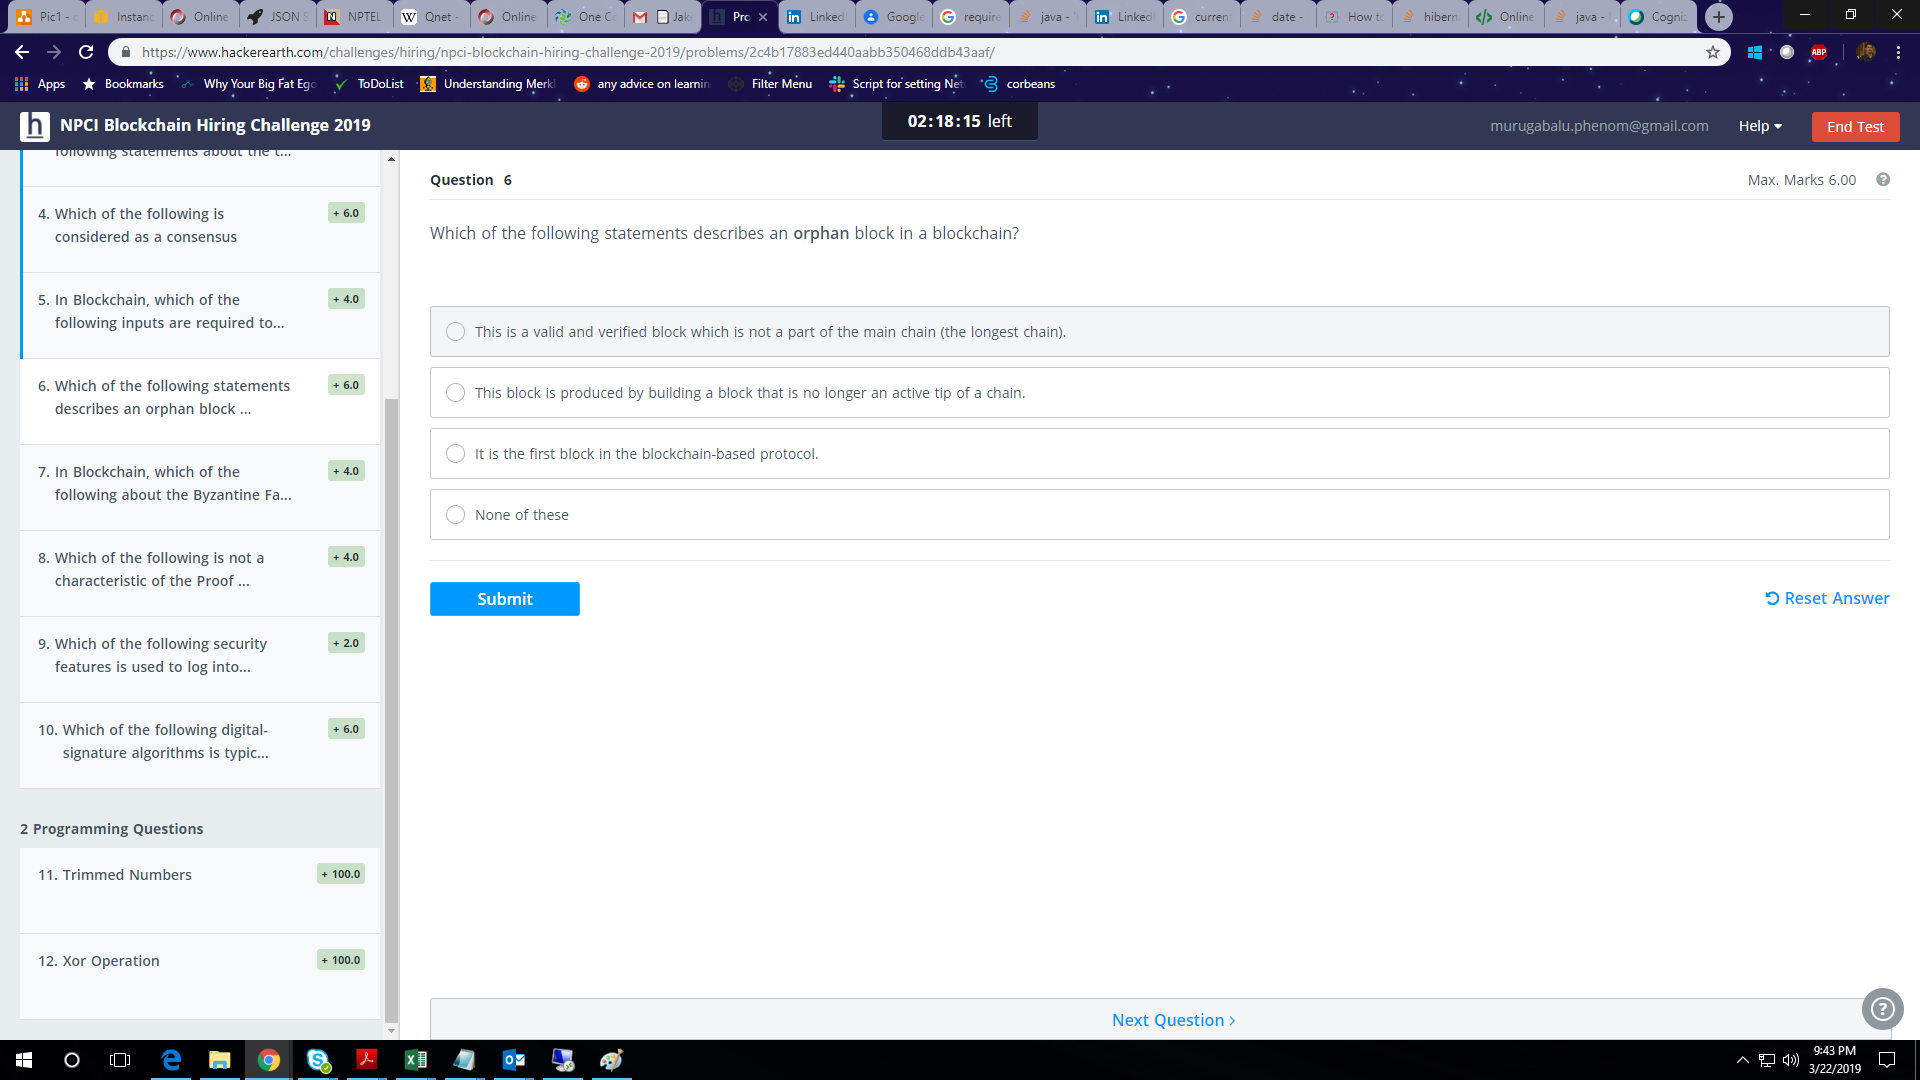 Pic1 -
Instanc
Online
JSON S
NPTEL
Qnet -
Online
One Co
Jako
Pro
Linked
Google
require
java -
Linked
curren
date -
How to
hibern
Online
java -
Cogniz
https://www.hackerearth.com/challenges/hiring/npci-blockchain-hiring-challenge-2019/problems/2c4b17883ed440aabb350468ddb43aaf/
ABP
Apps
Bookmarks
Why Your Big Fat Ego
ToDoList
Understanding Merkl
any advice on learnin
Filter Menu
Script for setting Net
corbeans
h NPCI Blockchain Hiring Challenge 2019
02:18:15 left
murugabalu.phenom@gmail.com
Help
End Test
following statements about the t...
4. Which of the following is
considered as a consensus
+ 6.0
5. In Blockchain, which of the
following inputs are required to...
+ 4.0
6. Which of the following statements
describes an orphan block ...
+ 6.0
7. In Blockchain, which of the
following about the Byzantine Fa...
+ 4.0
8. Which of the following is not a
characteristic of the Proof ...
+ 4.0
9. Which of the following security
features is used to log into...
+ 2.0
10. Which of the following digital-
signature algorithms is typic...
+ 6.0
2 Programming Questions
11. Trimmed Numbers
+ 100.0
12. Xor Operation
+ 100.0
Question 6
Max. Marks 6.00
Which of the following statements describes an orphan block in a blockchain?
This is a valid and verified block which is not a part of the main chain (the longest chain).
This block is produced by building a block that is no longer an active tip of a chain.
It is the first block in the blockchain-based protocol.
None of these
Submit
Reset Answer
Next Question >
9:43 PM
3/22/2019